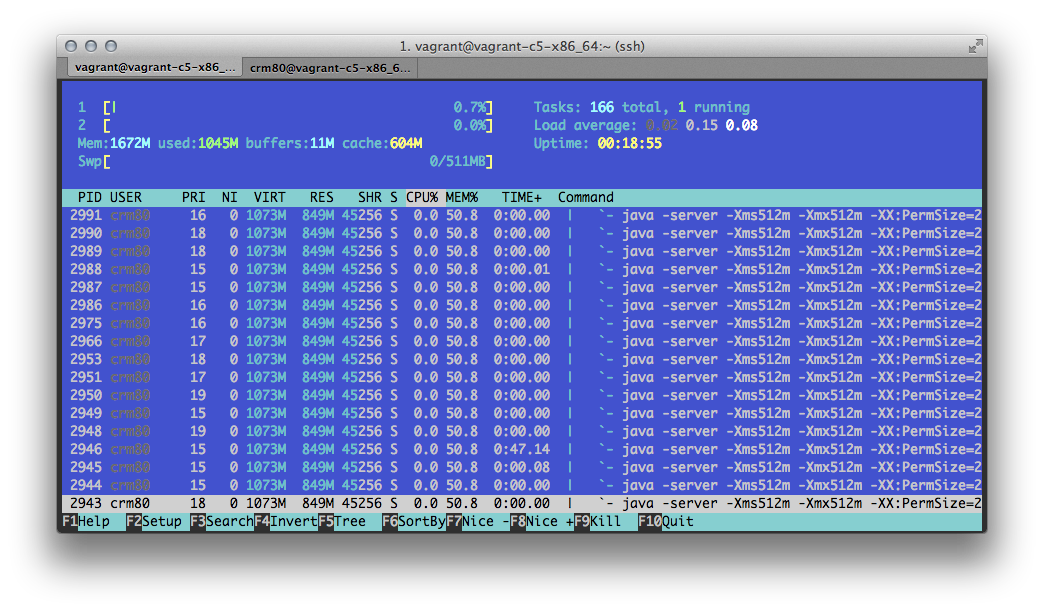 1. vagrant@vagrant-c5-x86_64:~ (ssh)
vagrant@vagrant-c5-x86_... crm80@vagrant-c5-x86_6...
1 [| 0.7%] Tasks: 166 total, 1 running
2 [ 0.0%] Load average: 0.02 0.15 0.08
Mem:1672M used:1045M buffers:11M cache:604M Uptime: 00:18:55
Swp[ 0/511MB]
PID USER PRI NI VIRT RES SHR S CPU% MEM% TIME+ Command
2991 crm80 16 0 1073M 849M 45256 S 0.0 50.8 0:00.00 | `- java -server -Xms512m -Xmx512m -XX:PermSize=2
2990 crm80 18 0 1073M 849M 45256 S 0.0 50.8 0:00.00 | `- java -server -Xms512m -Xmx512m -XX:PermSize=2
2989 crm80 18 0 1073M 849M 45256 S 0.0 50.8 0:00.00 | `- java -server -Xms512m -Xmx512m -XX:PermSize=2
2988 crm80 15 0 1073M 849M 45256 S 0.0 50.8 0:00.01 | `- java -server -Xms512m -Xmx512m -XX:PermSize=2
2987 crm80 15 0 1073M 849M 45256 S 0.0 50.8 0:00.00 | `- java -server -Xms512m -Xmx512m -XX:PermSize=2
2986 crm80 16 0 1073M 849M 45256 S 0.0 50.8 0:00.00 | `- java -server -Xms512m -Xmx512m -XX:PermSize=2
2975 crm80 16 0 1073M 849M 45256 S 0.0 50.8 0:00.00 | `- java -server -Xms512m -Xmx512m -XX:PermSize=2
2966 crm80 17 0 1073M 849M 45256 S 0.0 50.8 0:00.00 | `- java -server -Xms512m -Xmx512m -XX:PermSize=2
2953 crm80 18 0 1073M 849M 45256 S 0.0 50.8 0:00.00 | `- java -server -Xms512m -Xmx512m -XX:PermSize=2
2951 crm80 17 0 1073M 849M 45256 S 0.0 50.8 0:00.00 | `- java -server -Xms512m -Xmx512m -XX:PermSize=2
2950 crm80 19 0 1073M 849M 45256 S 0.0 50.8 0:00.00 | `- java -server -Xms512m -Xmx512m -XX:PermSize=2
2949 crm80 15 0 1073M 849M 45256 S 0.0 50.8 0:00.00 | `- java -server -Xms512m -Xmx512m -XX:PermSize=2
2948 crm80 19 0 1073M 849M 45256 S 0.0 50.8 0:00.00 | `- java -server -Xms512m -Xmx512m -XX:PermSize=2
2946 crm80 15 0 1073M 849M 45256 S 0.0 50.8 0:47.14 | `- java -server -Xms512m -Xmx512m -XX:PermSize=2
2945 crm80 15 0 1073M 849M 45256 S 0.0 50.8 0:00.08 | `- java -server -Xms512m -Xmx512m -XX:PermSize=2
2944 crm80 15 0 1073M 849M 45256 S 0.0 50.8 0:00.00 | `- java -server -Xms512m -Xmx512m -XX:PermSize=2
2943 crm80 18 0 1073M 849M 45256 S 0.0 50.8 0:00.00 | `- java -server -Xms512m -Xmx512m -XX:PermSize=2
F1Help F2Setup F3SearchF4InvertF5Tree F6SortByF7Nice -F8Nice +F9Kill F10Quit